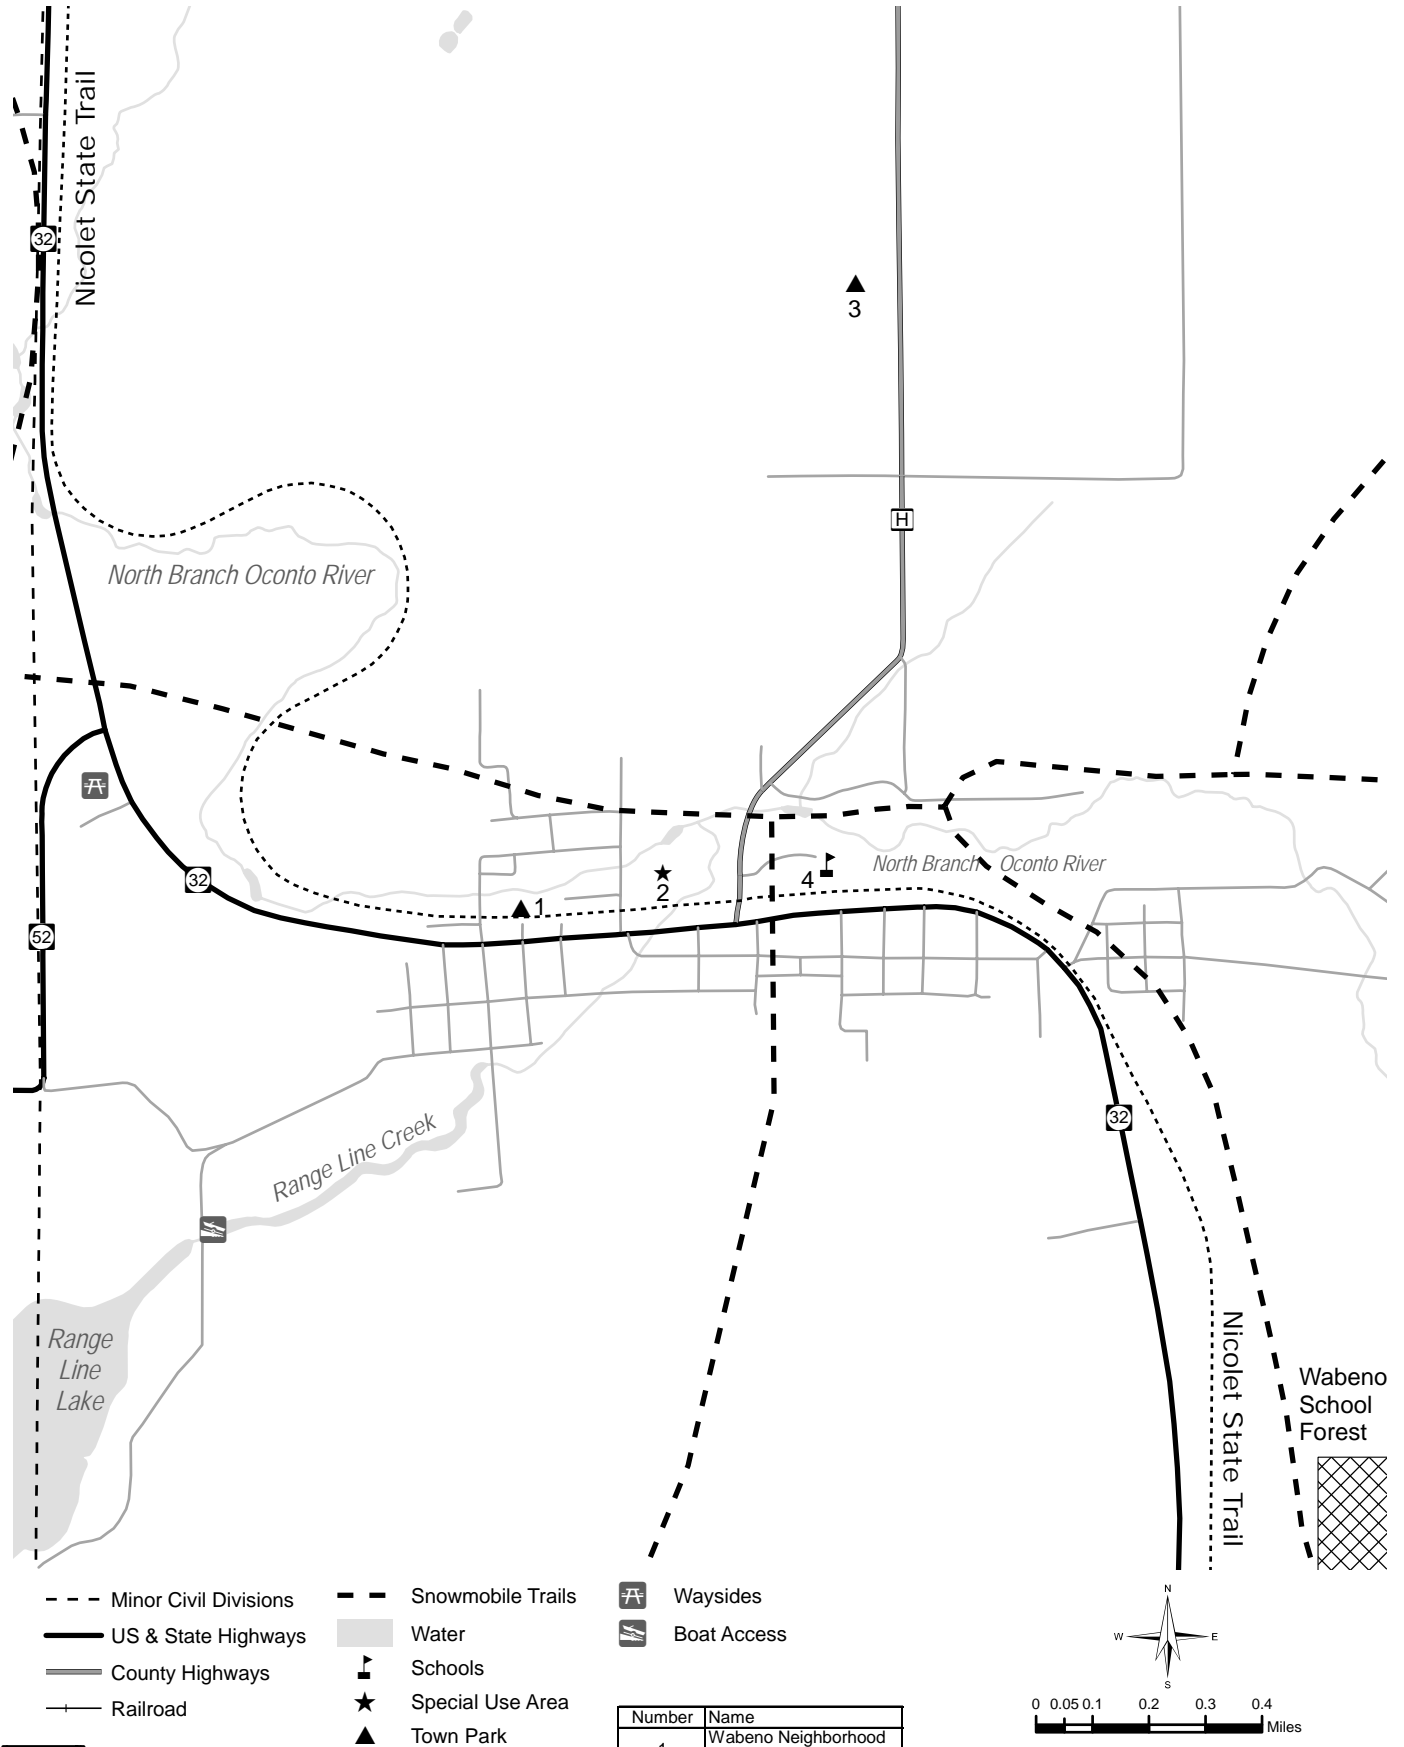 Nicolet State Trail
32
3
H
North Branch Oconto River
32
52
1
2
4
North Branch Oconto River
32
Range Line Creek
Range
Line
Lake
Nicolet State Trail
Wabeno
School
Forest
Minor Civil Divisions
US & State Highways
County Highways
Railroad
Snowmobile Trails
Water
Schools
Special Use Area
Town Park
Waysides
Boat Access
Number Name
1 Wabeno Neighborhood
N
W E
S
0 0.05 0.1 0.2 0.3 0.4
Miles